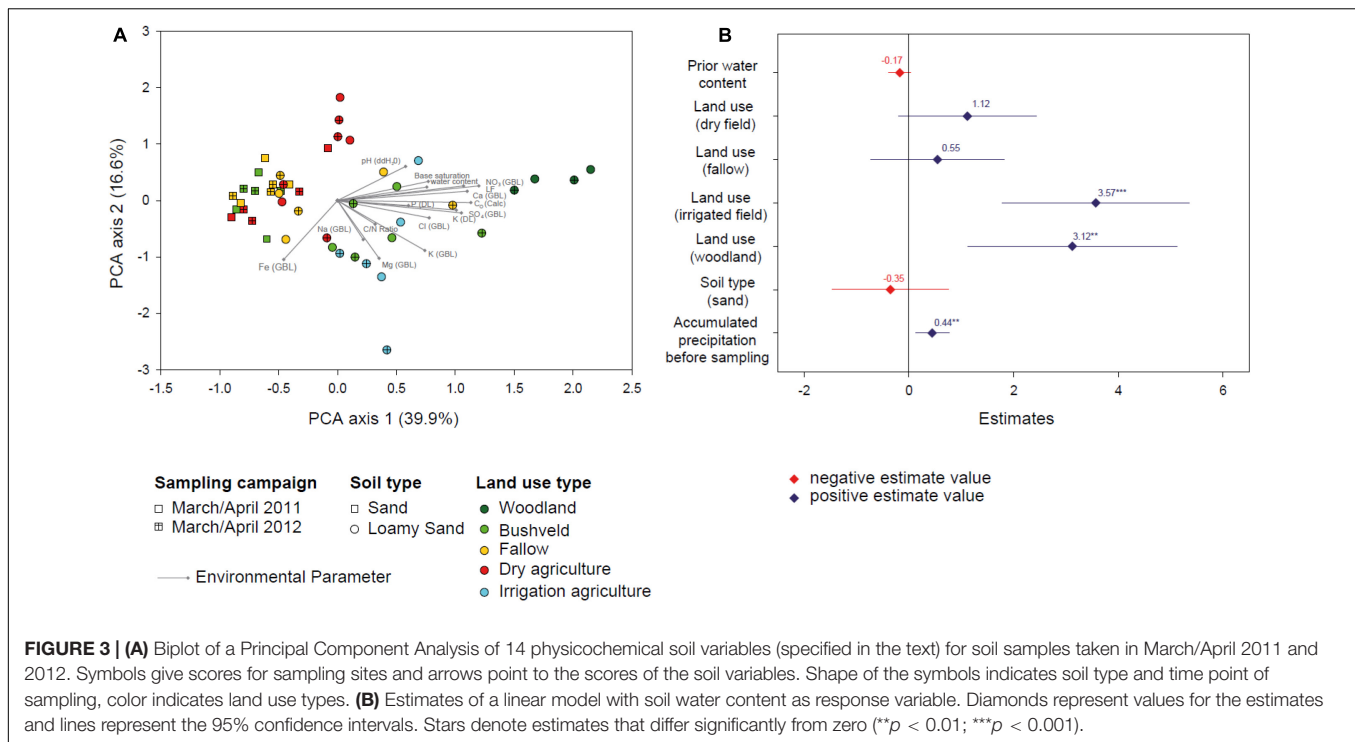 A
3
2
1
0
-1
-2
-3
PCA axis 2 (16.6%)
-1.5
-1.0
-0.5
0.0
0.5
1.0
1.5
2.0
2.5
PCA axis 1 (39.9%)
pH (ddH₂0)
Base saturation
water content
NO₃ (GBL)
LF
Ca (GBL)
P (DL)
C₀ (Calc)
SO₄ (GBL)
K (DL)
Cl (GBL)
Na (GBL)
C/N Ratio
K (GBL)
Mg (GBL)
Fe (GBL)
Sampling campaign
March/April 2011
March/April 2012
Environmental Parameter
Soil type
Sand
Loamy Sand
Land use type
Woodland
Bushveld
Fallow
Dry agriculture
Irrigation agriculture
B
Prior water
content
Land use
(dry field)
Land use
(fallow)
Land use
(irrigated field)
Land use
(woodland)
Soil type
(sand)
Accumulated
precipitation
before sampling
-0.17
1.12
0.55
3.57***
3.12**
-0.35
0.44**
-2
0
2
4
6
Estimates
negative estimate value
positive estimate value
FIGURE 3 | (A) Biplot of a Principal Component Analysis of 14 physicochemical soil variables (specified in the text) for soil samples taken in March/April 2011 and
2012. Symbols give scores for sampling sites and arrows point to the scores of the soil variables. Shape of the symbols indicates soil type and time point of
sampling, color indicates land use types. (B) Estimates of a linear model with soil water content as response variable. Diamonds represent values for the estimates
and lines represent the 95% confidence intervals. Stars denote estimates that differ significantly from zero (**p < 0.01; ***p < 0.001).